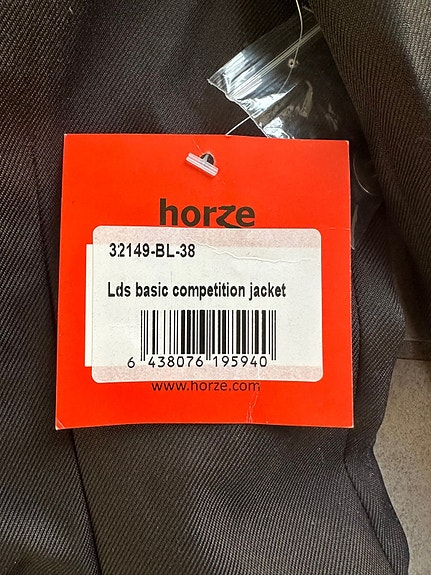 horze
32149-BL-38
Lds basic competition jacket
6 438076 195940
www.horze.com